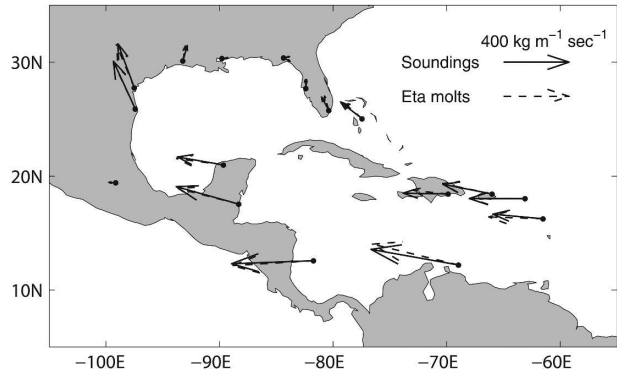 400 kg m⁻¹ sec⁻¹
30N
Soundings
Eta molts
20N
10N
−100E −90E −80E −70E −60E